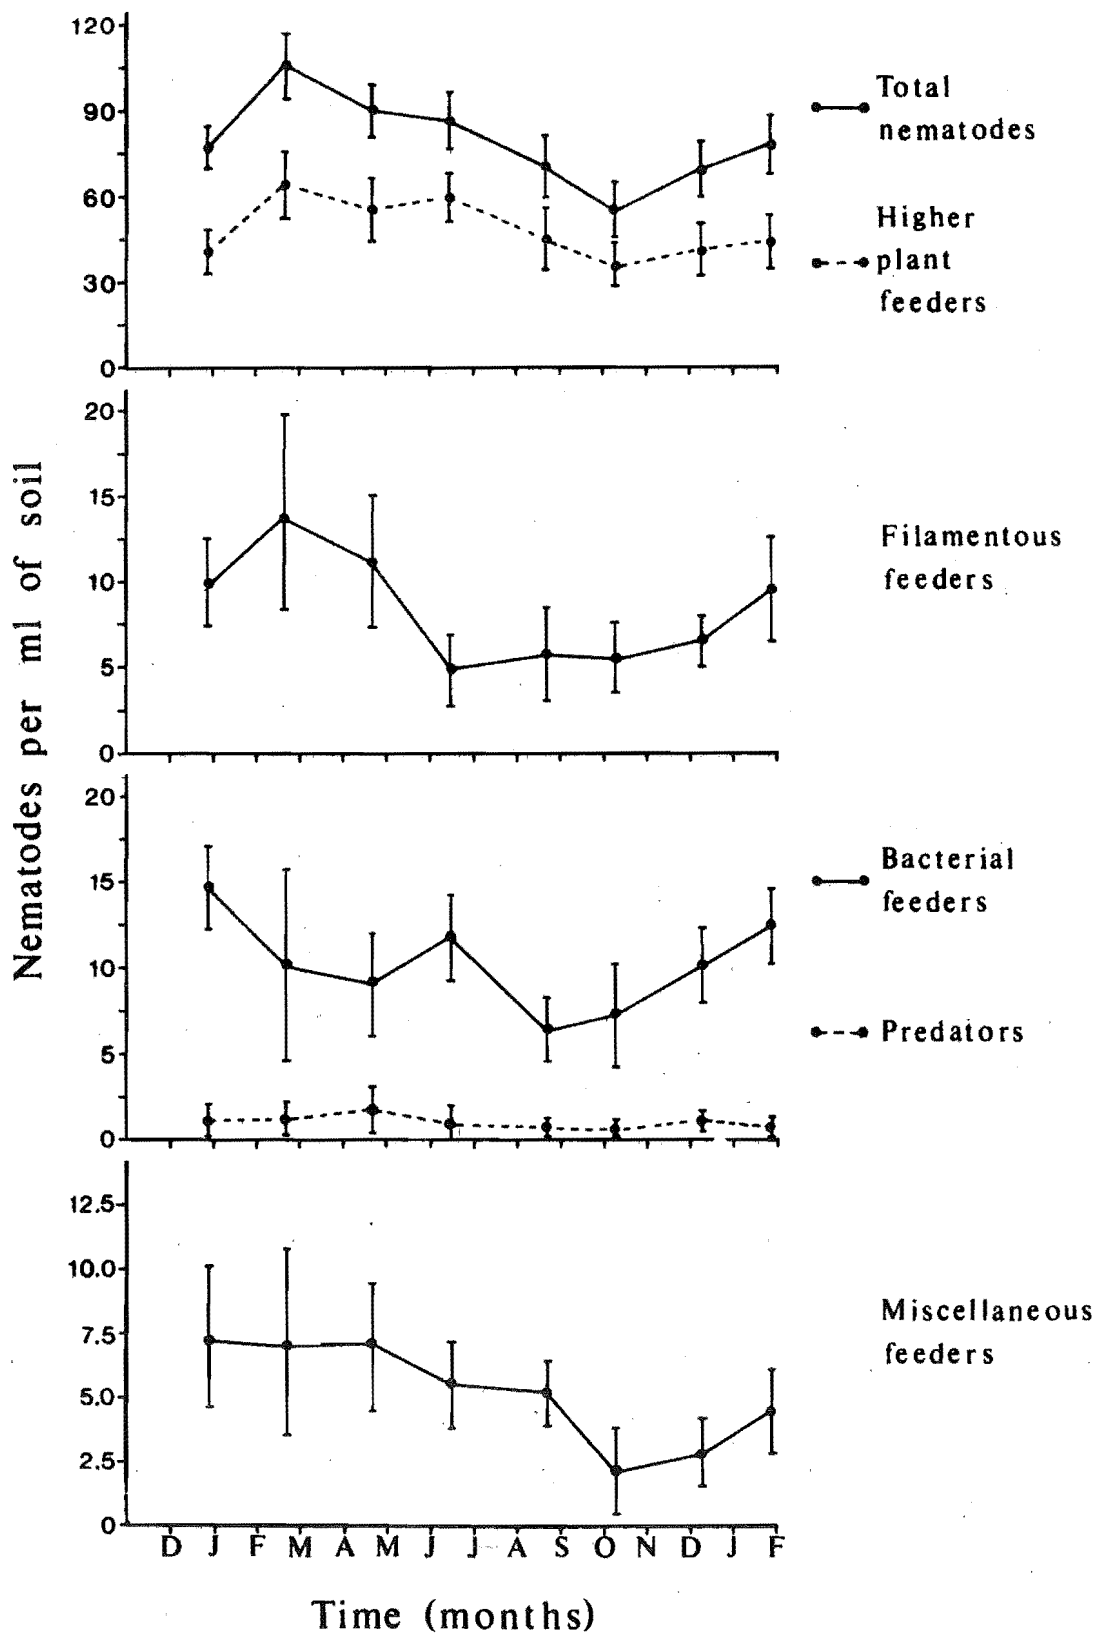 120
90
60
30
0
Total
nematodes
Higher
plant
feeders
20
15
10
5
0
Filamentous
feeders
20
15
10
5
0
Bacterial
feeders
Predators
12.5
10.0
7.5
5.0
2.5
0
Miscellaneous
feeders
D J F M A M J J A S O N D J F
Time (months)
Nematodes per ml of soil